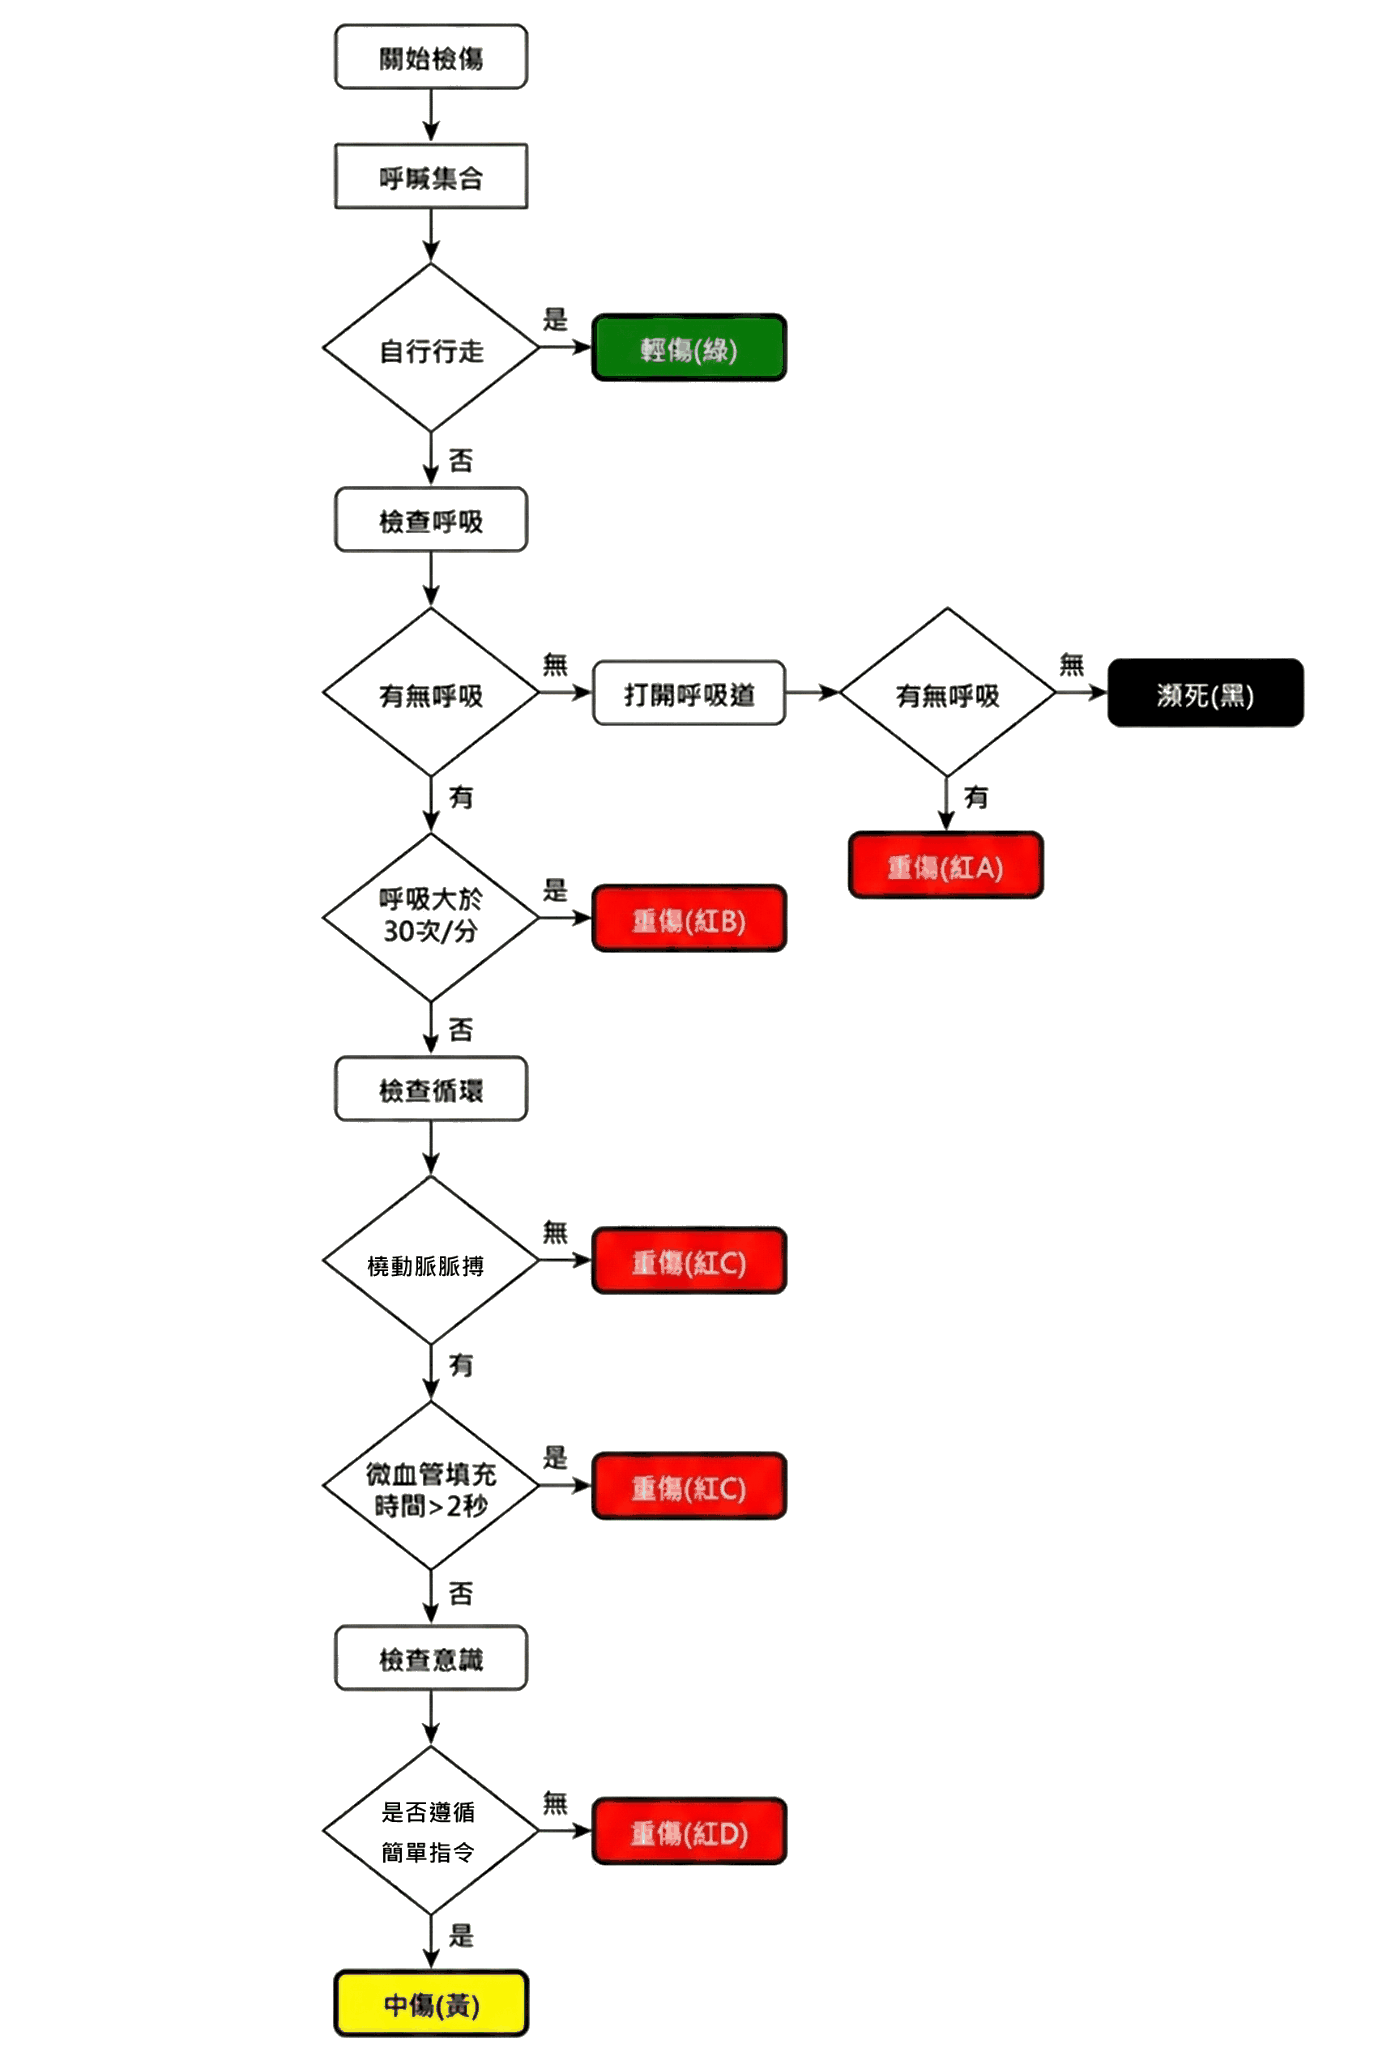 開始檢傷
呼喊集合
自行行走
是
輕傷(綠)
否
檢查呼吸
有無呼吸
無
打開呼吸道
有無呼吸
無
瀕死(黑)
有
重傷(紅A)
有
呼吸大於
30次/分
是
重傷(紅B)
否
檢查循環
橈動脈脈搏
無
重傷(紅C)
有
微血管填充
時間>2秒
是
重傷(紅C)
否
檢查意識
是否遵循
簡單指令
無
重傷(紅D)
是
中傷(黃)